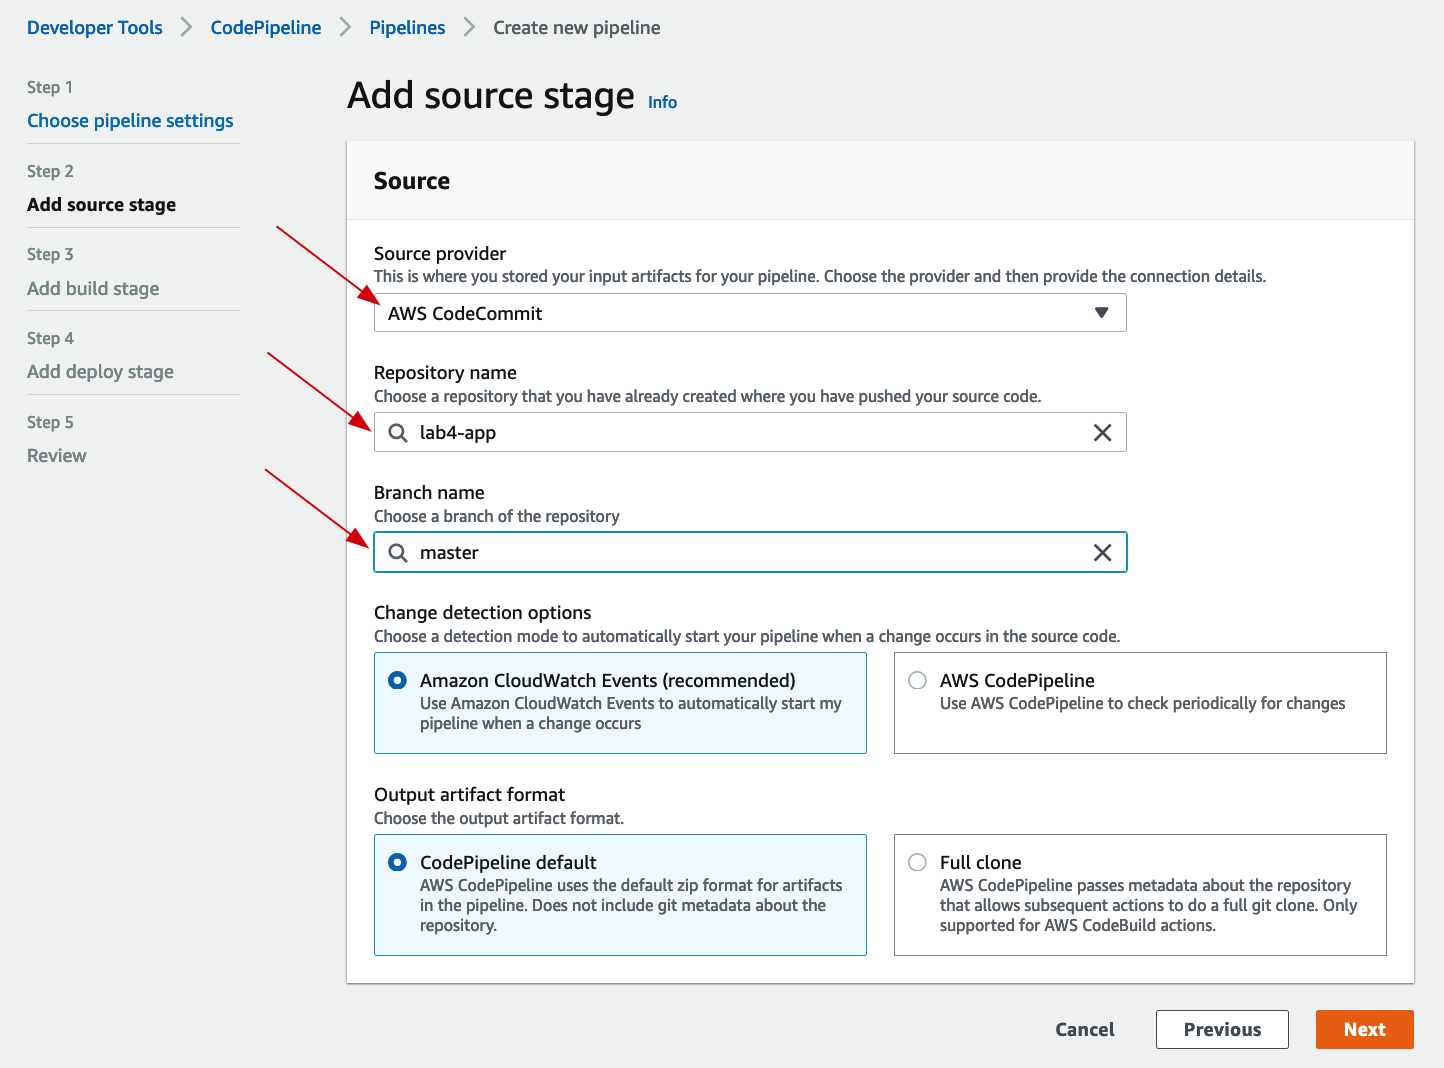 Developer Tools > CodePipeline > Pipelines > Create new pipeline
Step 1
Choose pipeline settings
Step 2
Add source stage
Step 3
Add build stage
Step 4
Add deploy stage
Step 5
Review
Add source stage Info
Source
Source provider
This is where you stored your input artifacts for your pipeline. Choose the provider and then provide the connection details.
AWS CodeCommit
Repository name
Choose a repository that you have already created where you have pushed your source code.
lab4-app
Branch name
Choose a branch of the repository
master
Change detection options
Choose a detection mode to automatically start your pipeline when a change occurs in the source code.
Amazon CloudWatch Events (recommended)
Use Amazon CloudWatch Events to automatically start my
pipeline when a change occurs
AWS CodePipeline
Use AWS CodePipeline to check periodically for changes
Output artifact format
Choose the output artifact format.
CodePipeline default
AWS CodePipeline uses the default zip format for artifacts
in the pipeline. Does not include git metadata about the
repository.
Full clone
AWS CodePipeline passes metadata about the repository
that allows subsequent actions to do a full git clone. Only
supported for AWS CodeBuild actions.
Cancel
Previous
Next